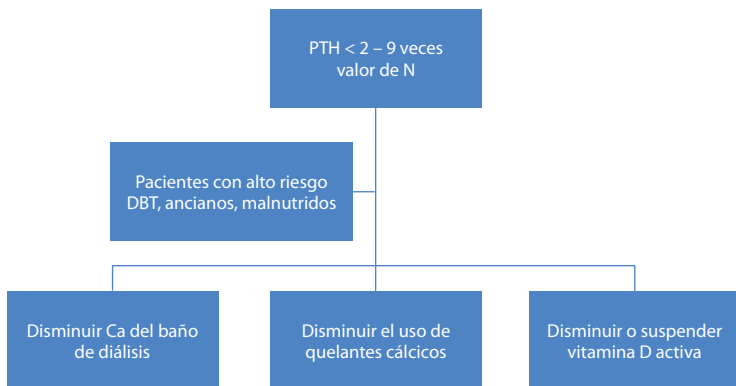 PTH < 2 – 9 veces
valor de N
Pacientes con alto riesgo
DBT, ancianos, malnutridos
Disminuir Ca del baño
de diálisis
Disminuir el uso de
quelantes cálcicos
Disminuir o suspender
vitamina D activa